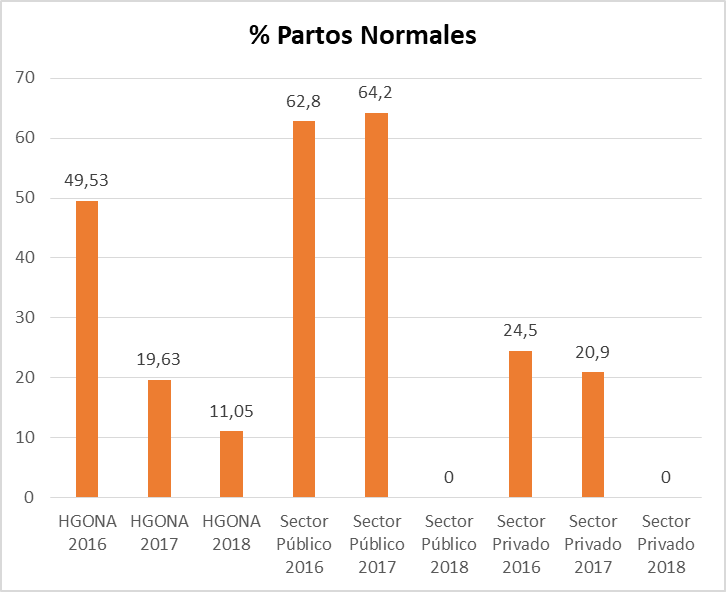 % Partos Normales
70
60
50
40
30
20
10
0
49,53
19,63
11,05
62,8
64,2
0
24,5
20,9
0
HGONA
2016
HGONA
2017
HGONA
2018
Sector
Público
2016
Sector
Público
2017
Sector
Público
2018
Sector
Privado
2016
Sector
Privado
2017
Sector
Privado
2018